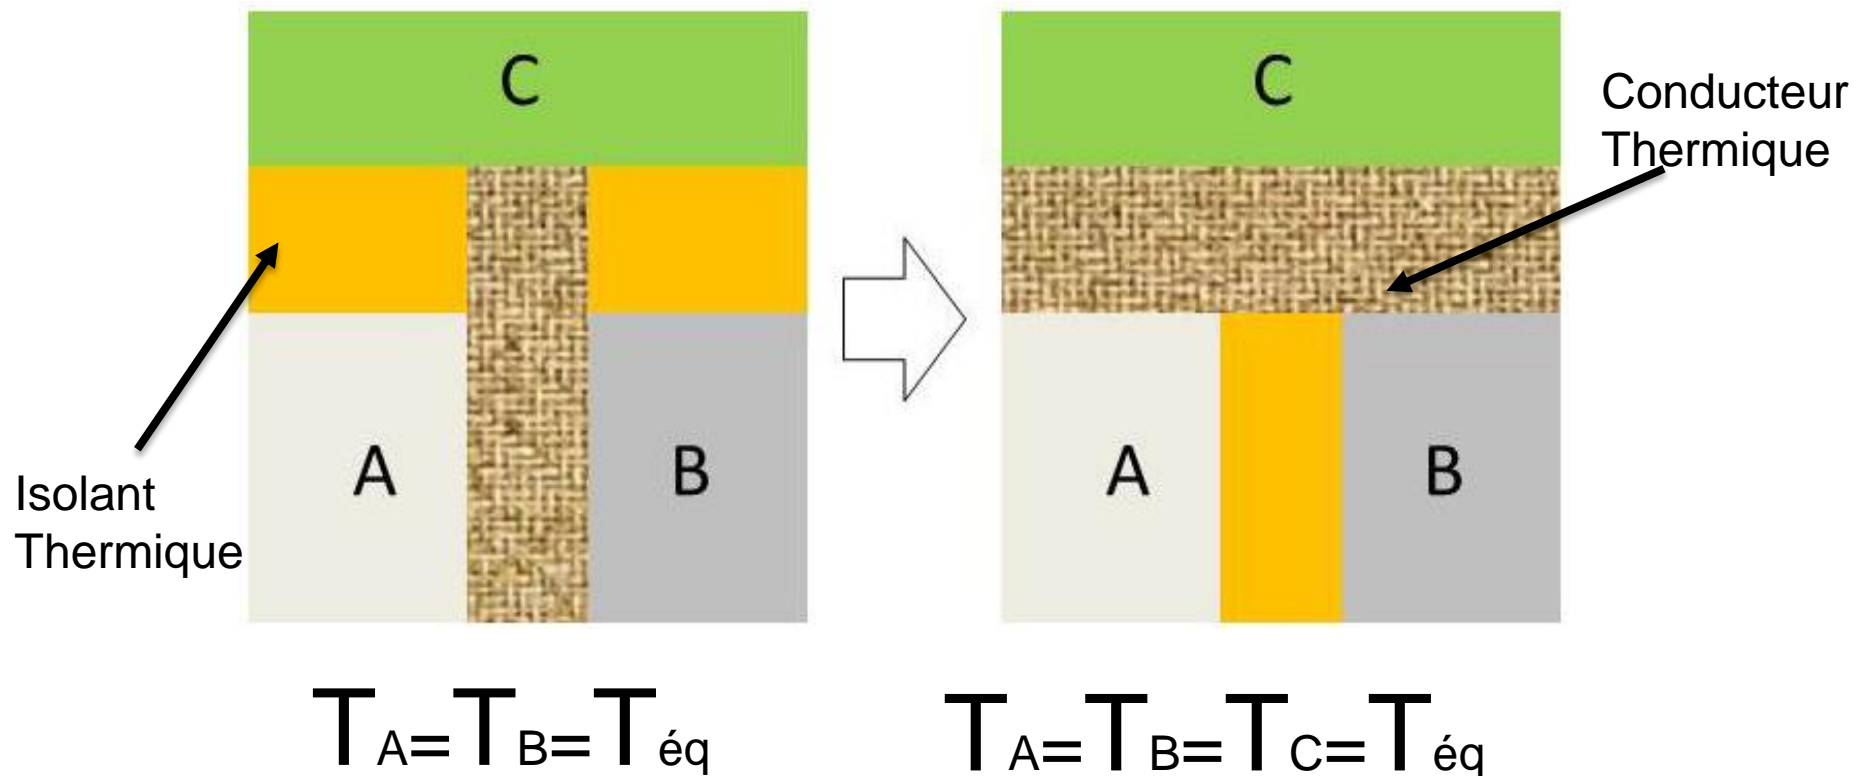 C
C
Conducteur
Thermique
Isolant
Thermique
A
B
A
B
TA=TB=Téq
TA=TB=TC=Téq